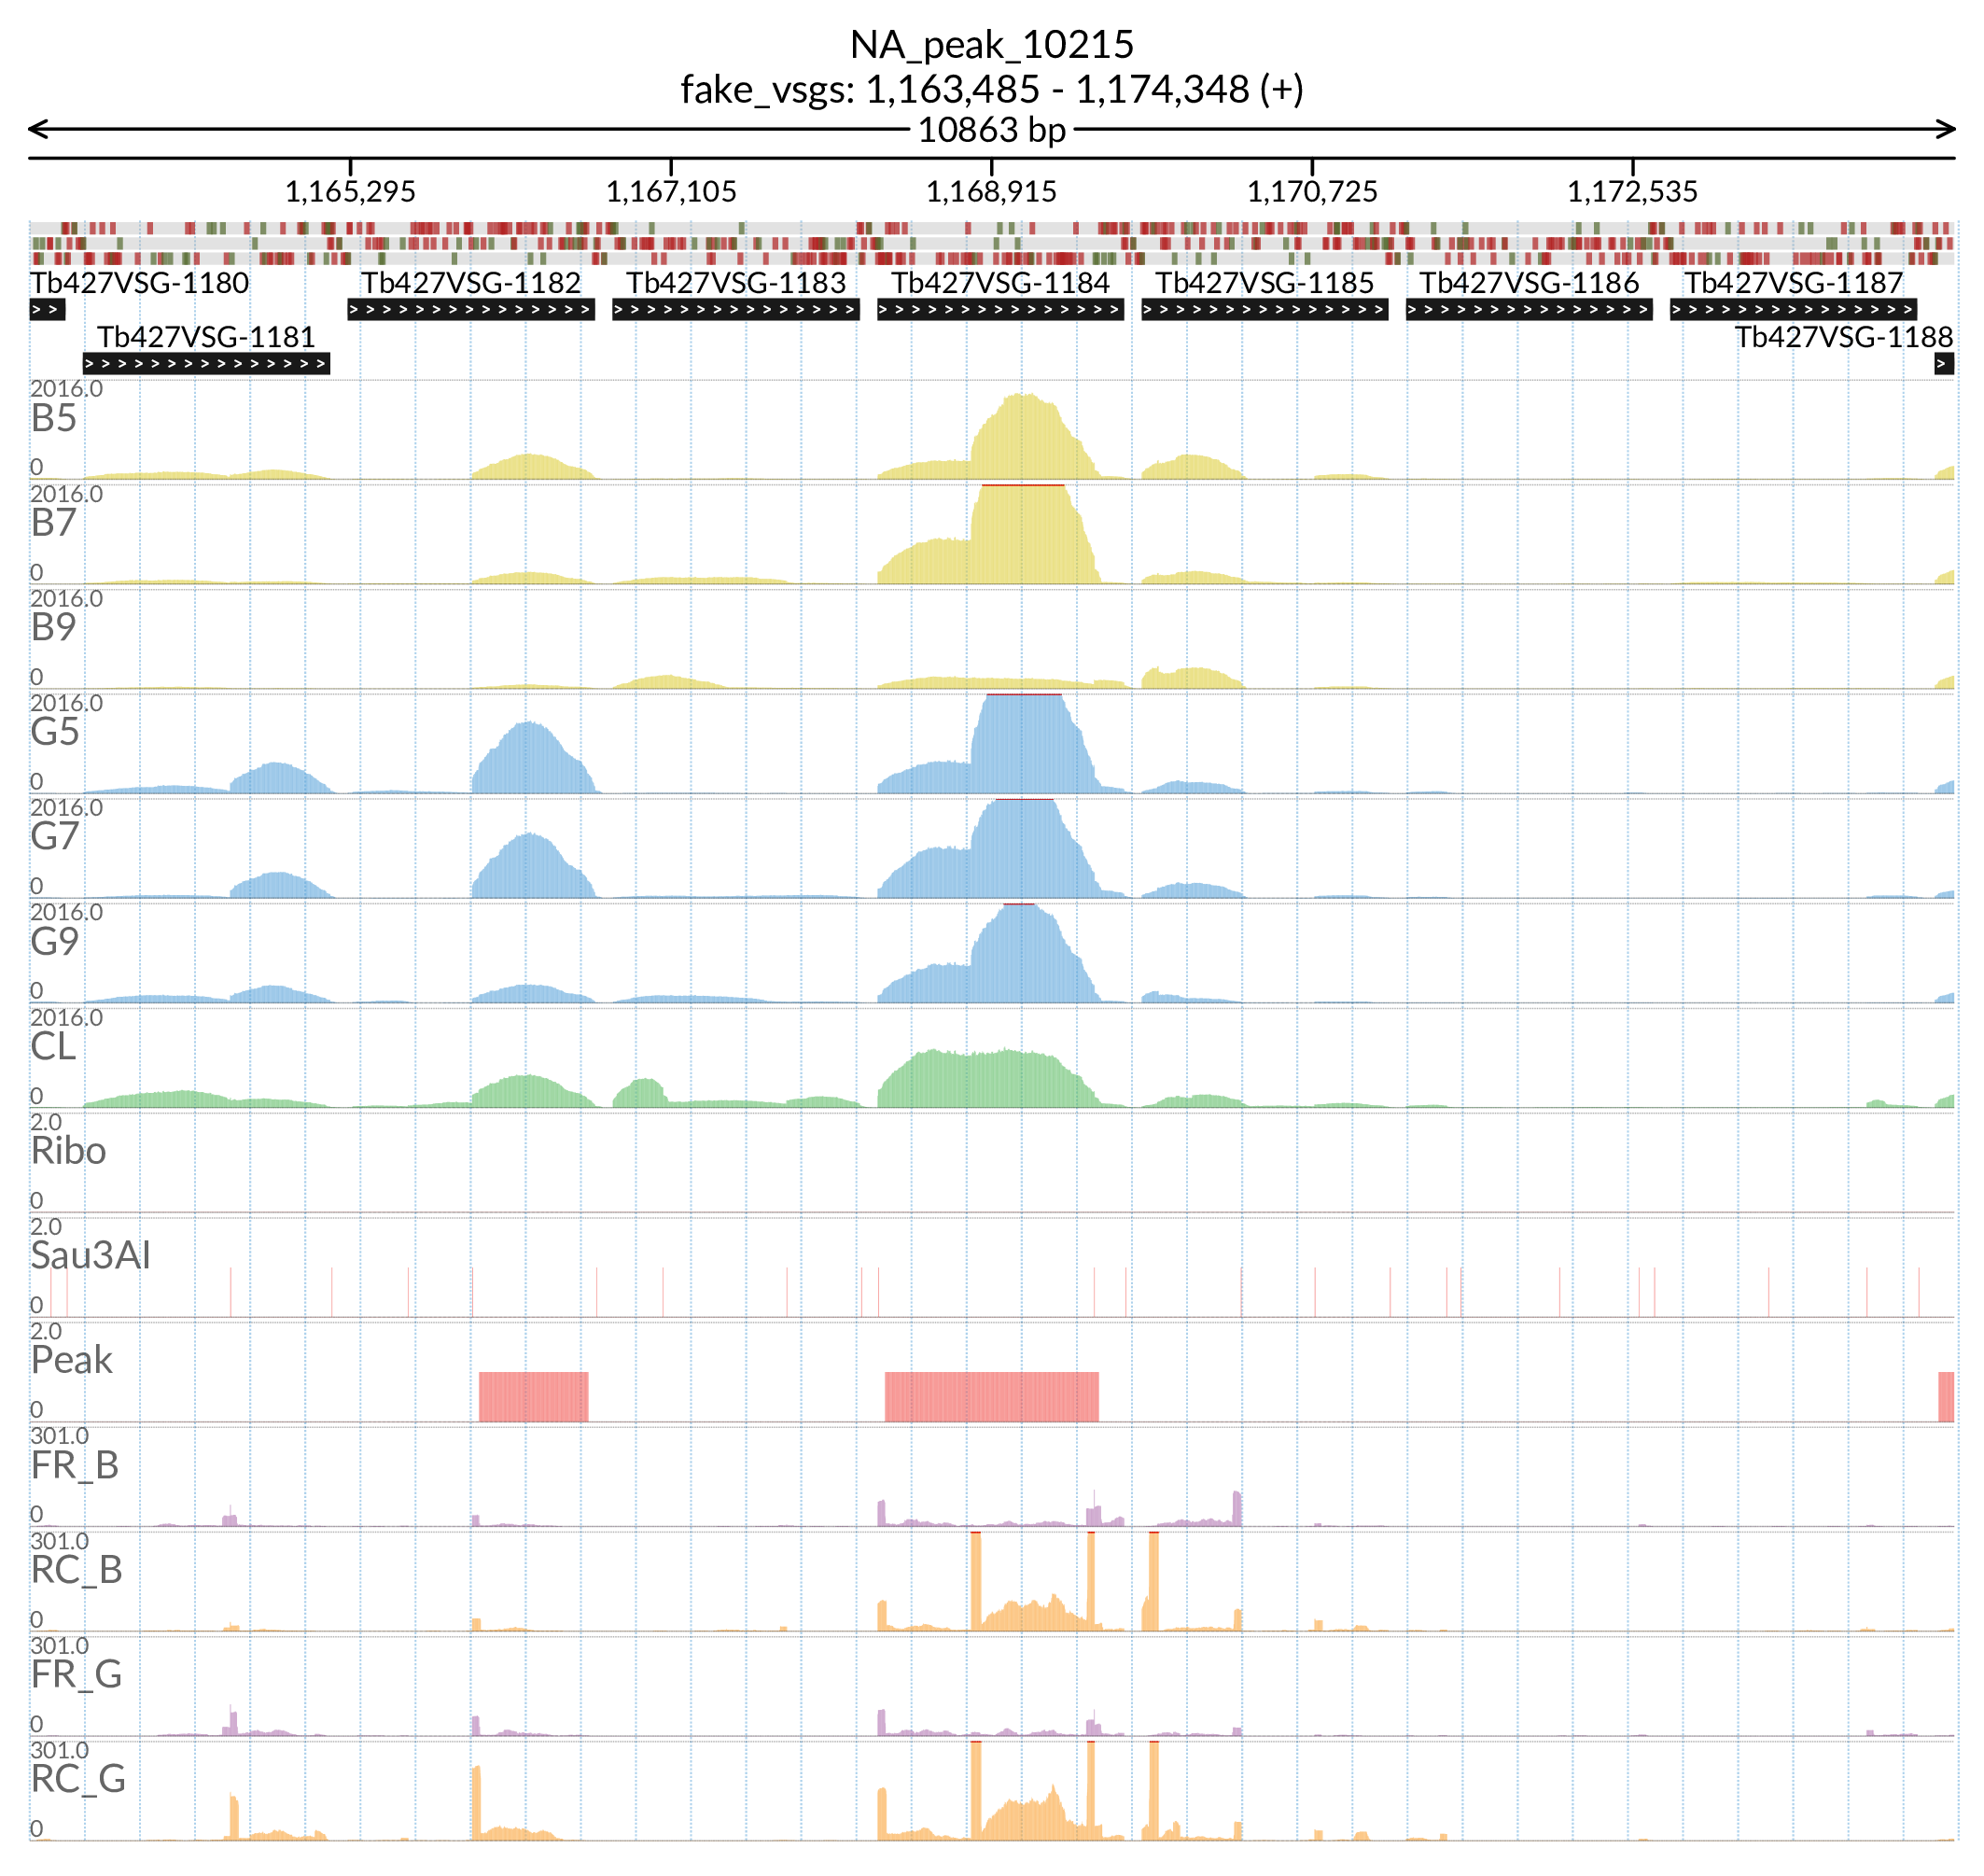 NA_peak_10215
fake_vsgs: 1,163,485 - 1,174,348 (+)
10863 bp
1,165,295 1,167,105 1,168,915 1,170,725 1,172,535
Tb427VSG-1180 Tb427VSG-1182 Tb427VSG-1183 Tb427VSG-1184 Tb427VSG-1185 Tb427VSG-1186 Tb427VSG-1187
Tb427VSG-1181 Tb427VSG-1188
2016.0
B5
0
2016.0
B7
0
2016.0
B9
0
2016.0
G5
0
2016.0
G7
0
2016.0
G9
0
2016.0
CL
0
2.0
Ribo
0
2.0
Sau3AI
0
2.0
Peak
0
301.0
FR_B
0
301.0
RC_B
0
301.0
FR_G
0
301.0
RC_G
0